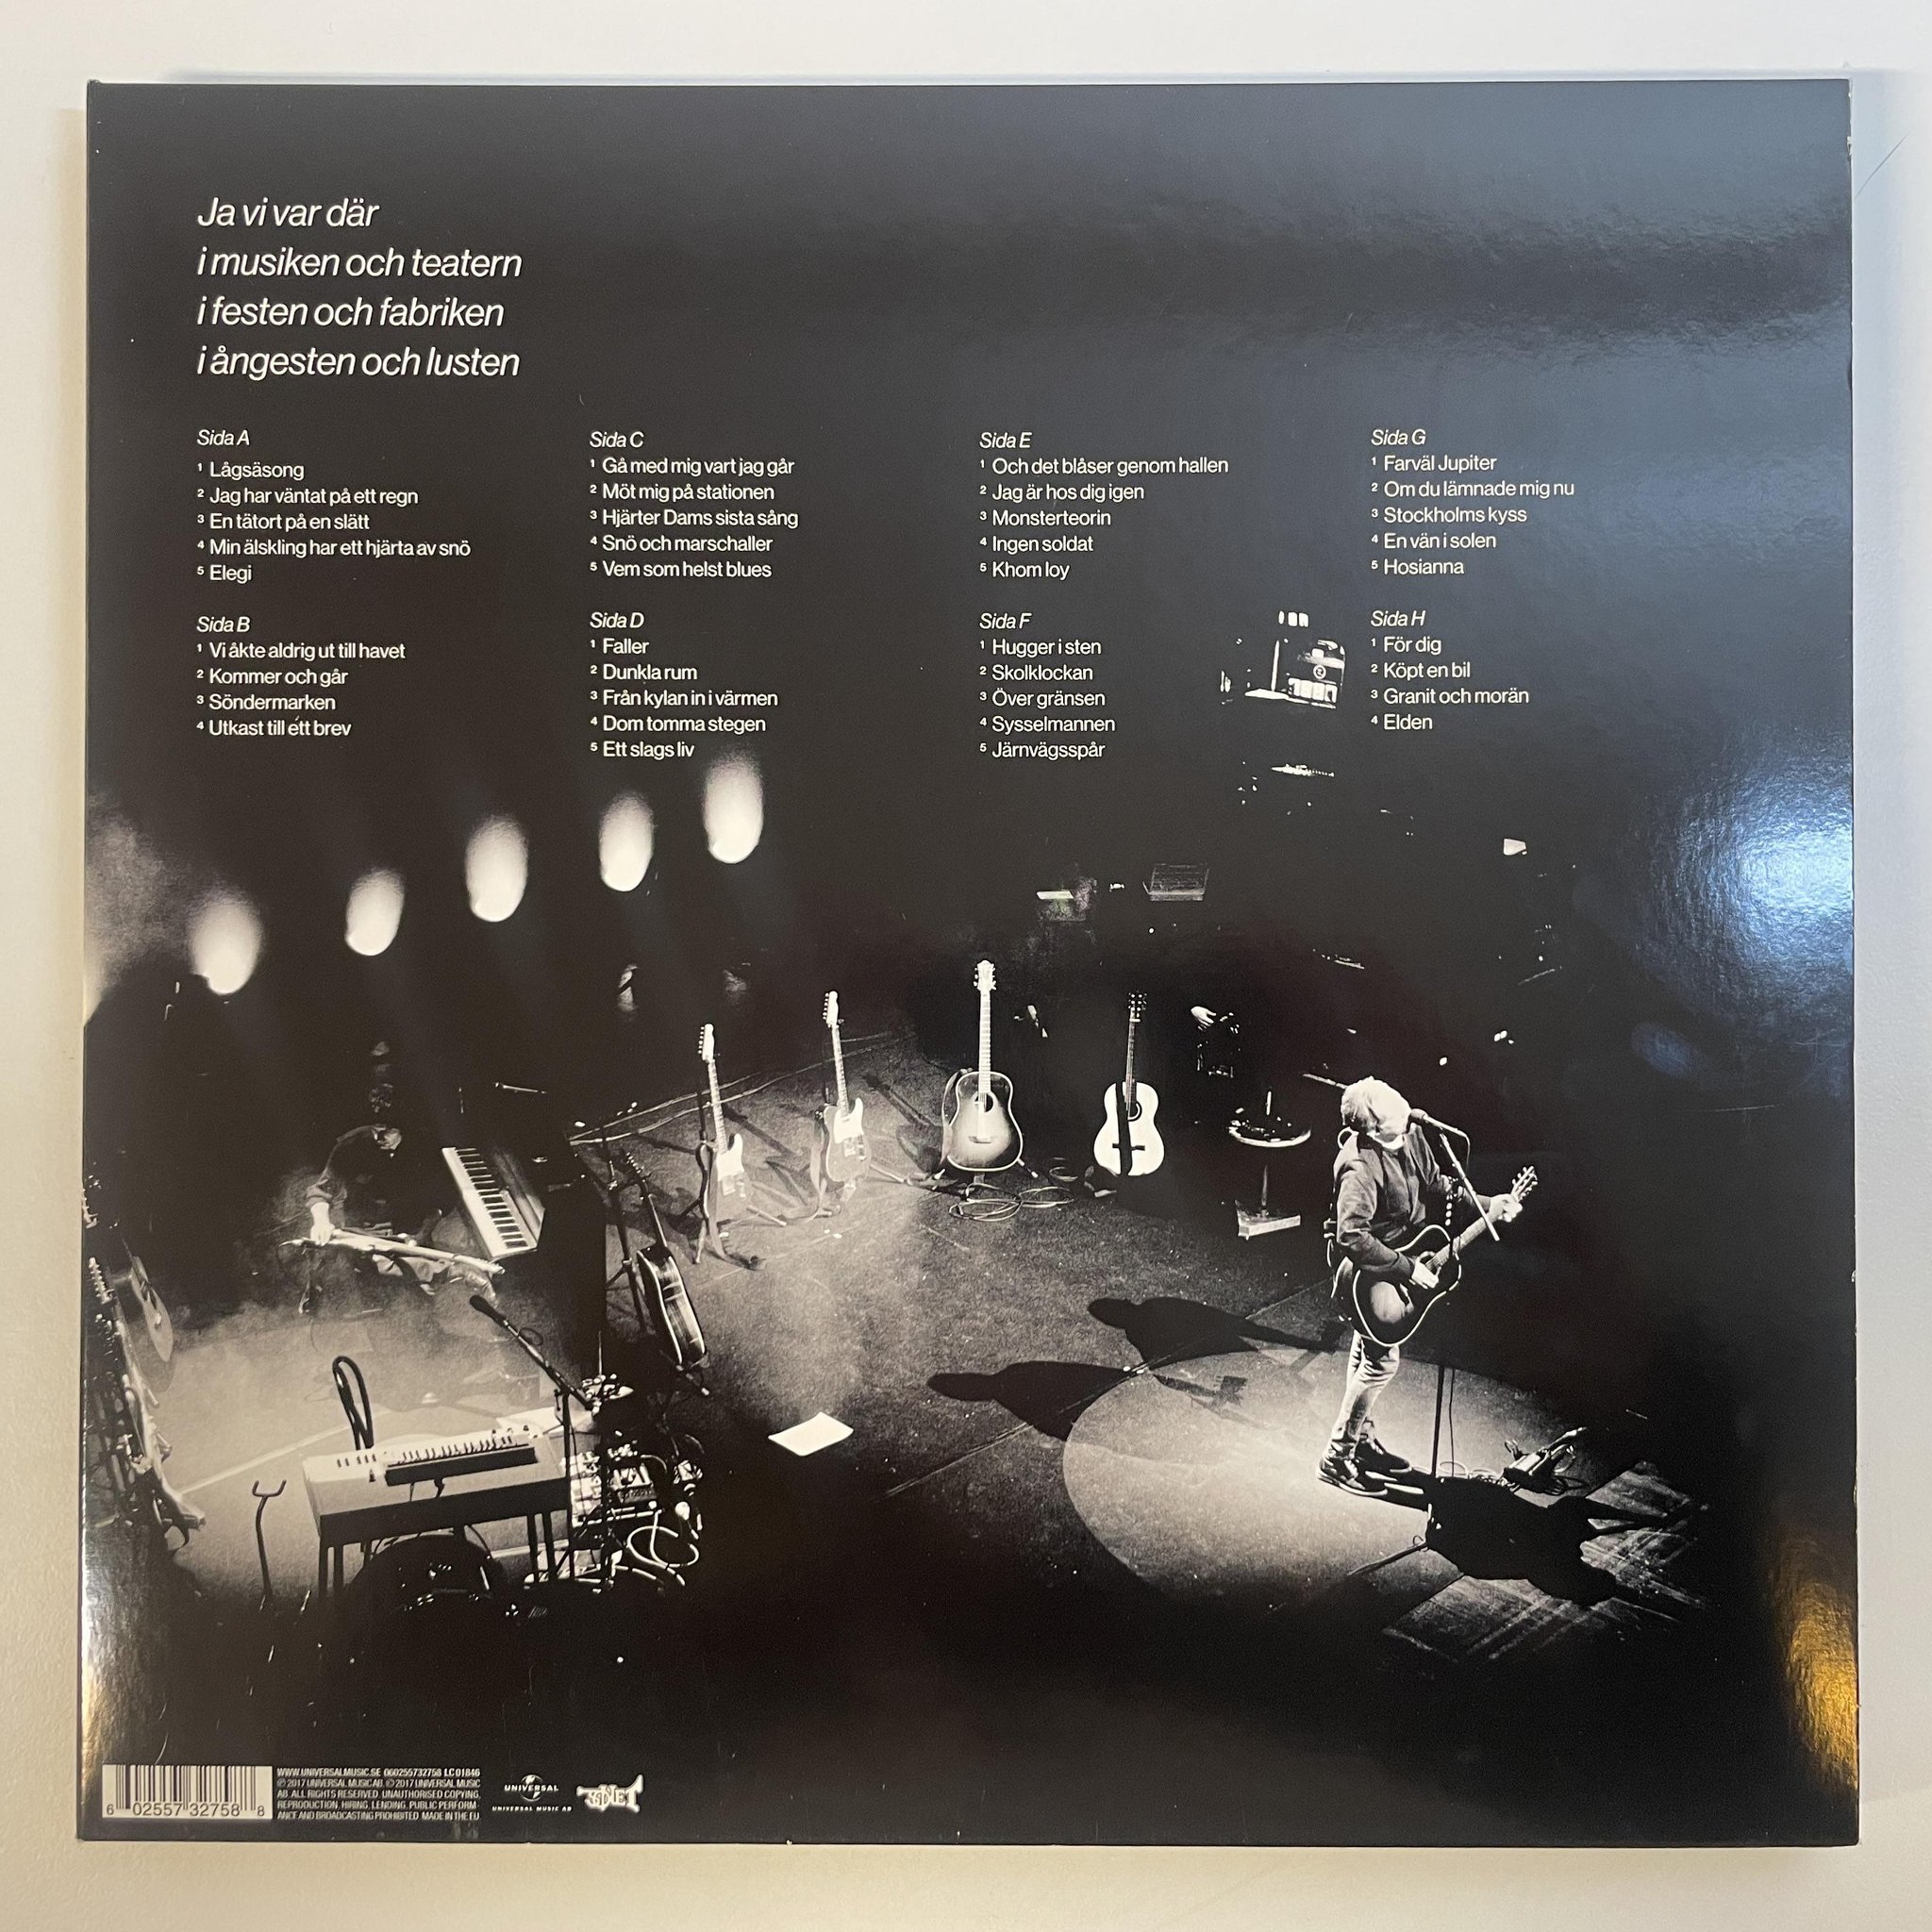 Ja vi var där
i musiken och teatern
i festen och fabriken
i ångesten och lusten
Sida A
1 Lågsäsong
2 Jag har väntat på ett regn
3 En tätort på en slätt
4 Min älskling har ett hjärta av snö
5 Elegi
Sida B
1 Vi åkte aldrig ut till havet
2 Kommer och går
3 Söndermarken
4 Utkast till ett brev
Sida C
1 Gå med mig vart jag går
2 Möt mig på stationen
3 Hjärter Dams sista sång
4 Snö och marschaller
5 Vem som helst blues
Sida D
1 Faller
2 Dunkla rum
3 Från kylan in i värmen
4 Dom tomma stegen
5 Ett slags liv
Sida E
1 Och det blåser genom hallen
2 Jag är hos dig igen
3 Monsterteorin
4 Ingen soldat
5 Khom loy
Sida F
1 Hugger i sten
2 Skolklockan
3 Över gränsen
4 Sysselmannen
5 Järnvägsspår
Sida G
1 Farväl Jupiter
2 Om du lämnade mig nu
3 Stockholms kyss
4 En vän i solen
5 Hosianna
Sida H
1 För dig
2 Köpt en bil
3 Granit och morän
4 Elden
6 02557 32758 8
WWW.UNIVERSALMUSIC.SE 060255732758 LC 01846
℗ 2017 UNIVERSAL MUSIC AB. © 2017 UNIVERSAL MUSIC
AB. ALL RIGHTS RESERVED. UNAUTHORISED COPYING,
REPRODUCTION, HIRING, LENDING, PUBLIC PERFORM-
ANCE AND BROADCASTING PROHIBITED. MADE IN THE EU.
UNIVERSAL
UNIVERSAL MUSIC AB
SONET